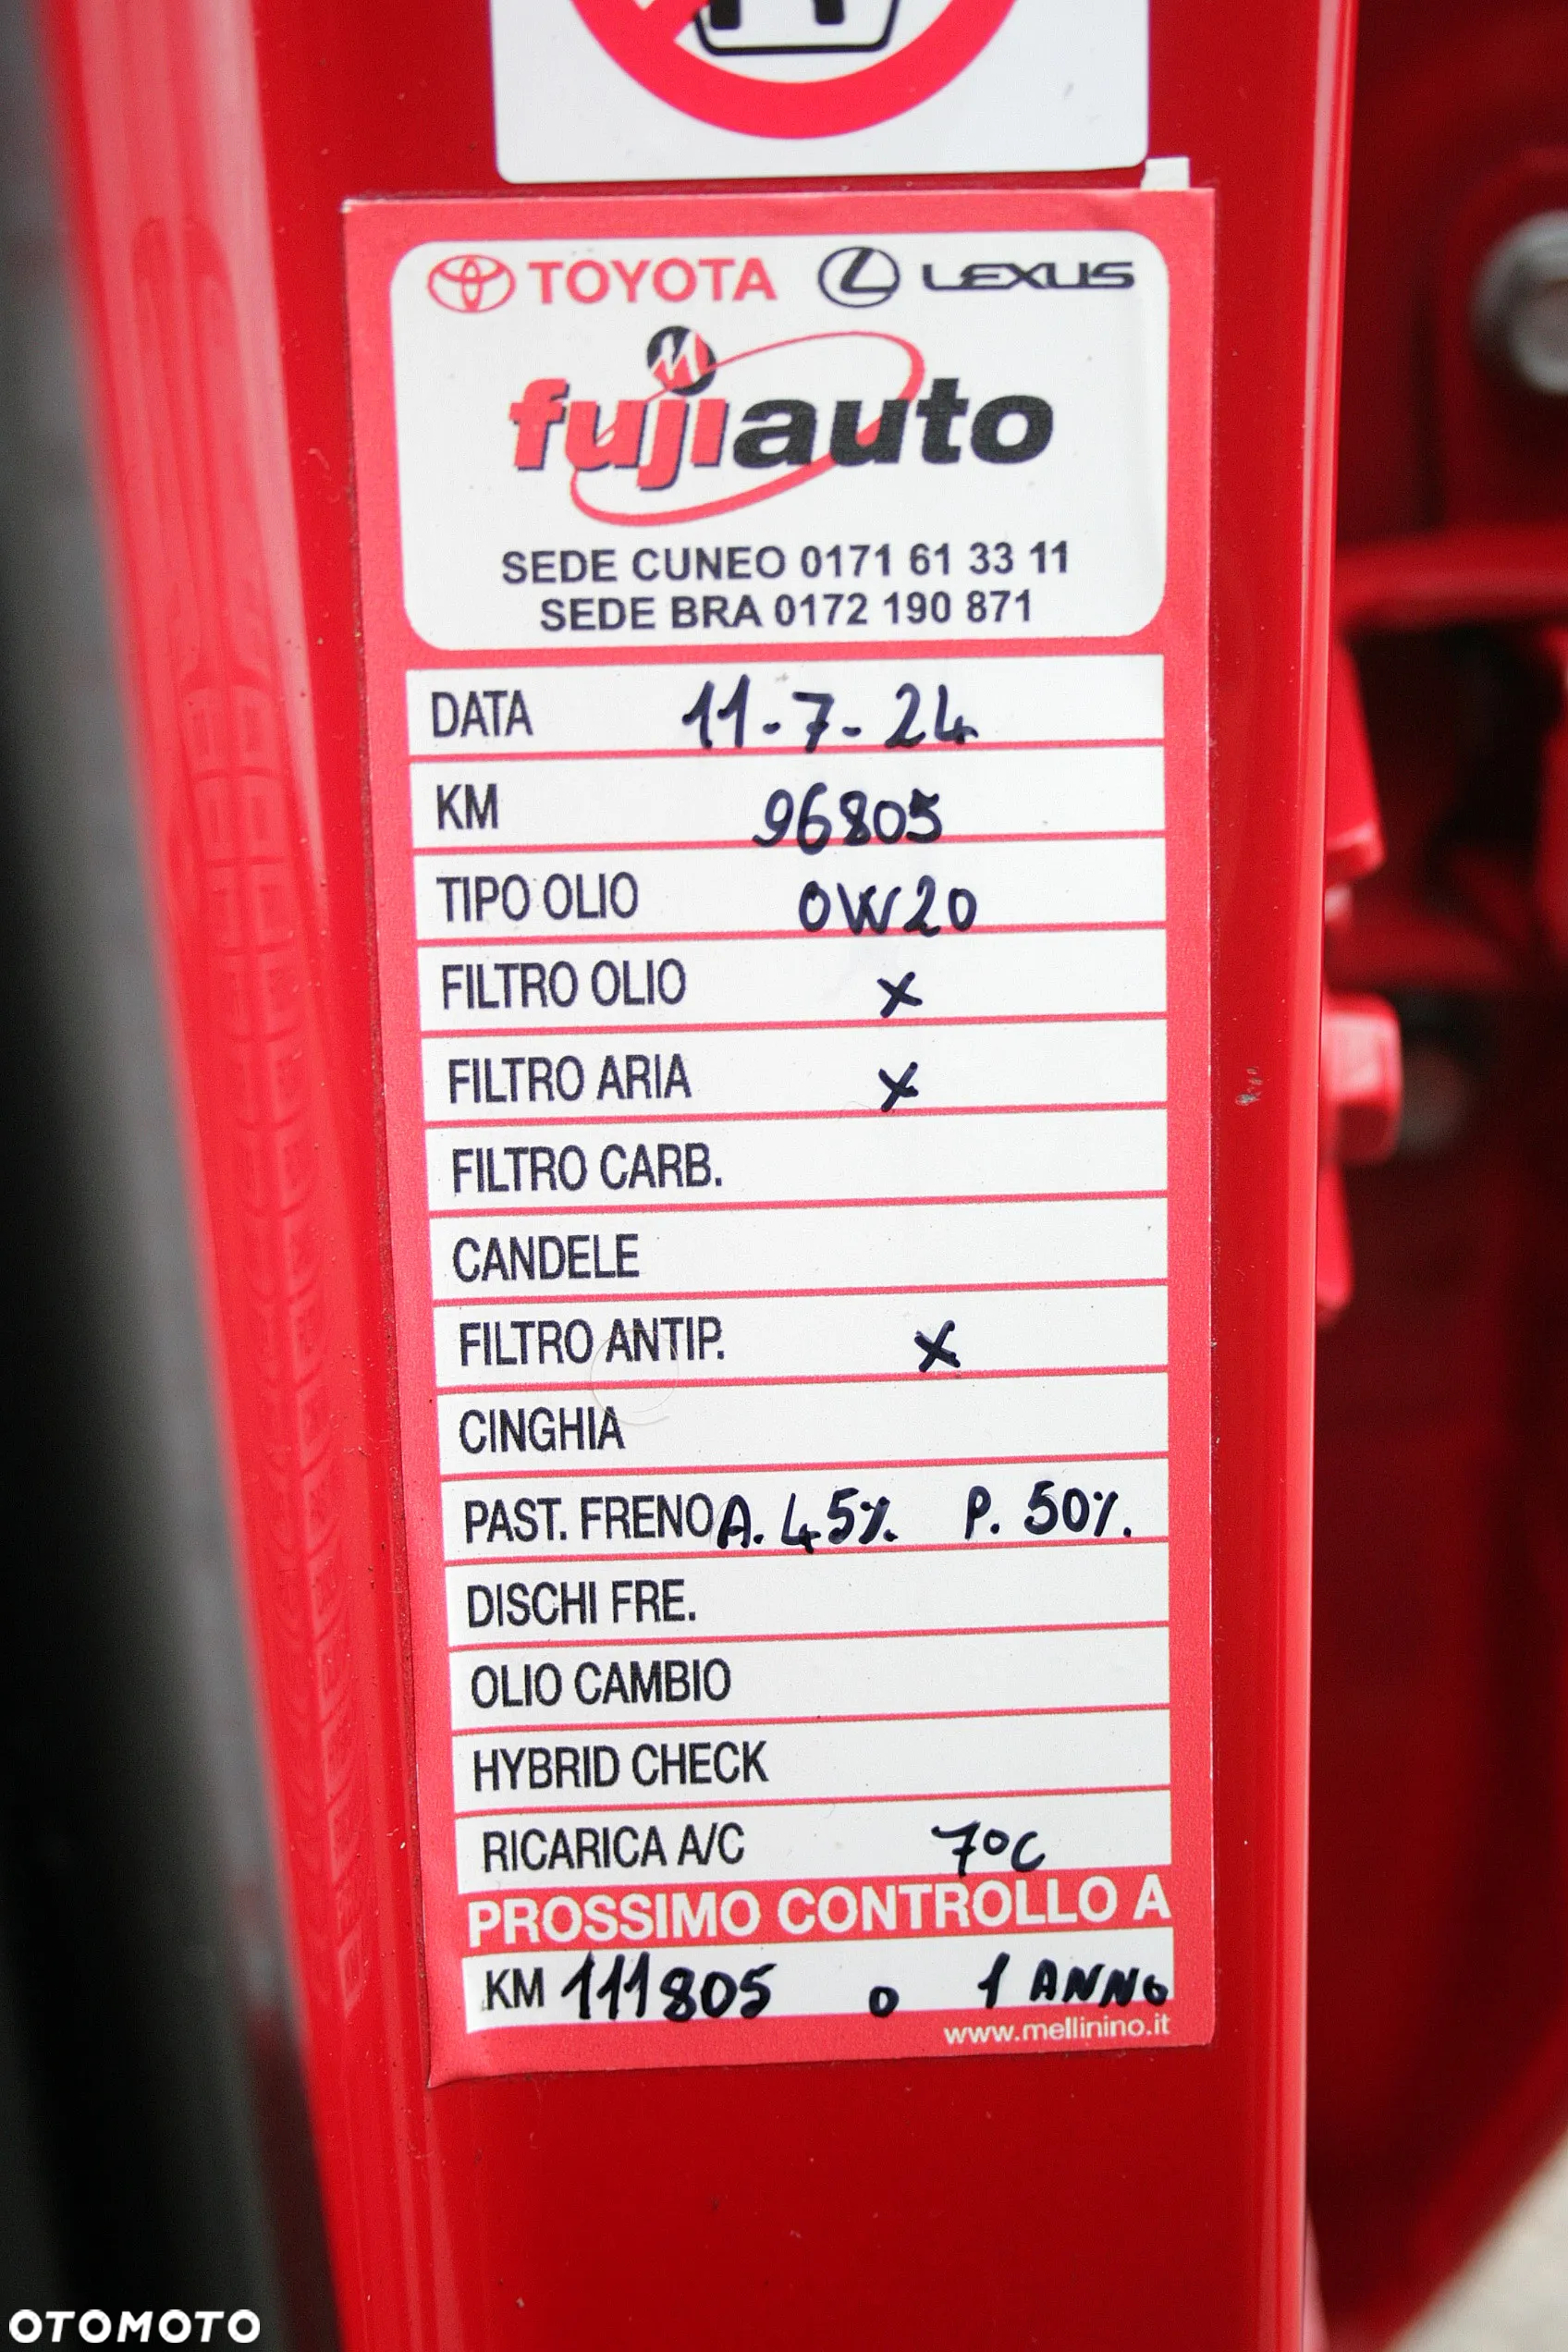 TOYOTA LEXUS
fujiauto
SEDE CUNEO 0171 61 33 11
SEDE BRA 0172 190 871
DATA 11-7-24
KM 96805
TIPO OLIO 0W20
FILTRO OLIO x
FILTRO ARIA x
FILTRO CARB.
CANDELE
FILTRO ANTIP. x
CINGHIA
PAST. FRENO A. 45% P. 50%.
DISCHI FRE.
OLIO CAMBIO
HYBRID CHECK
RICARICA A/C 7°C
PROSSIMO CONTROLLO A
KM 111805 o 1 ANNO
www.mellinino.it
OTOMOTO